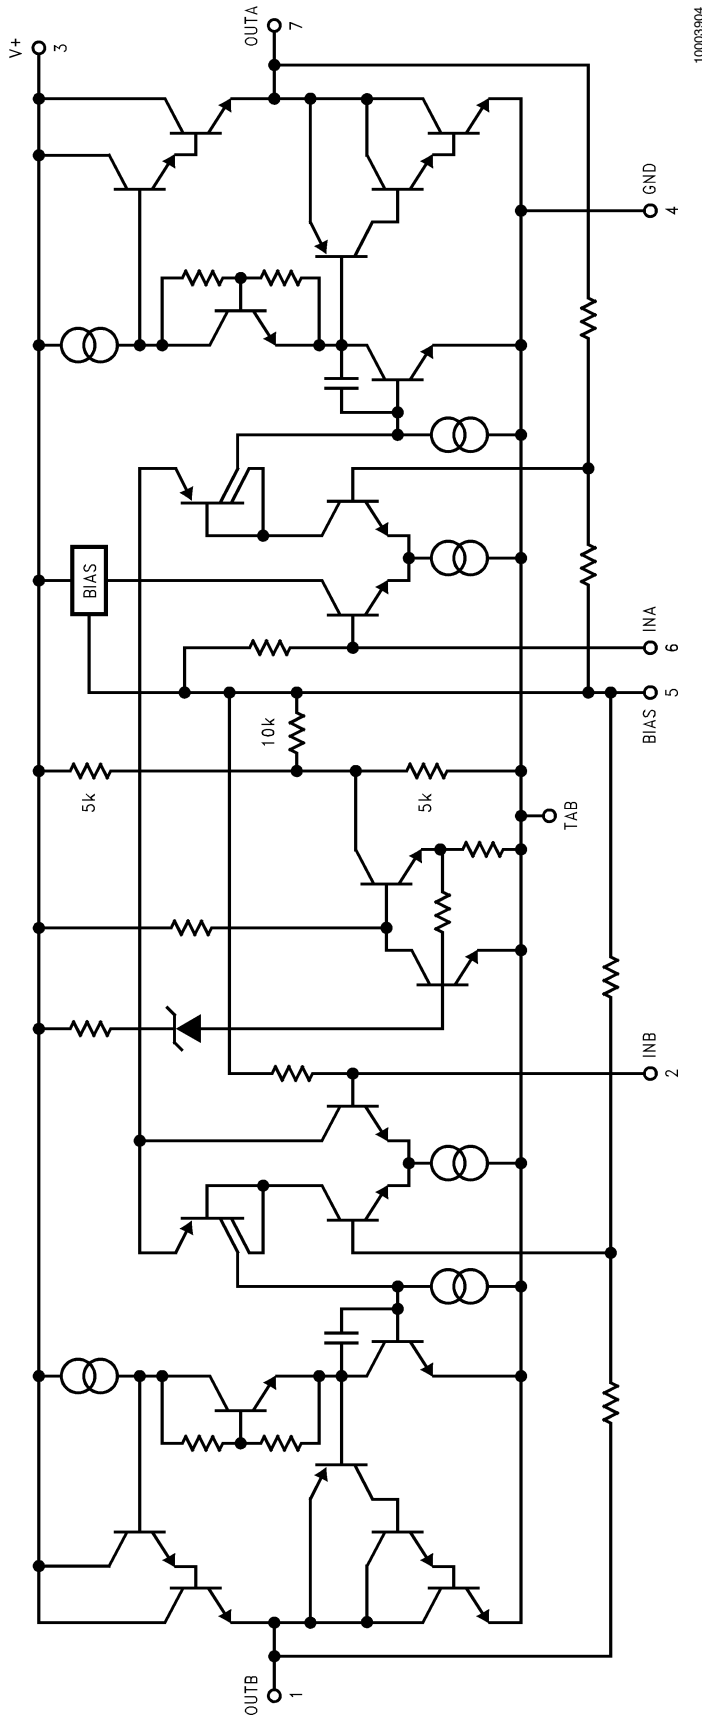 V+
3
OUTA
7
10003904
GND
4
BIAS
INA
6
BIAS
5
10k
5k
5k
TAB
INB
2
OUTB
1